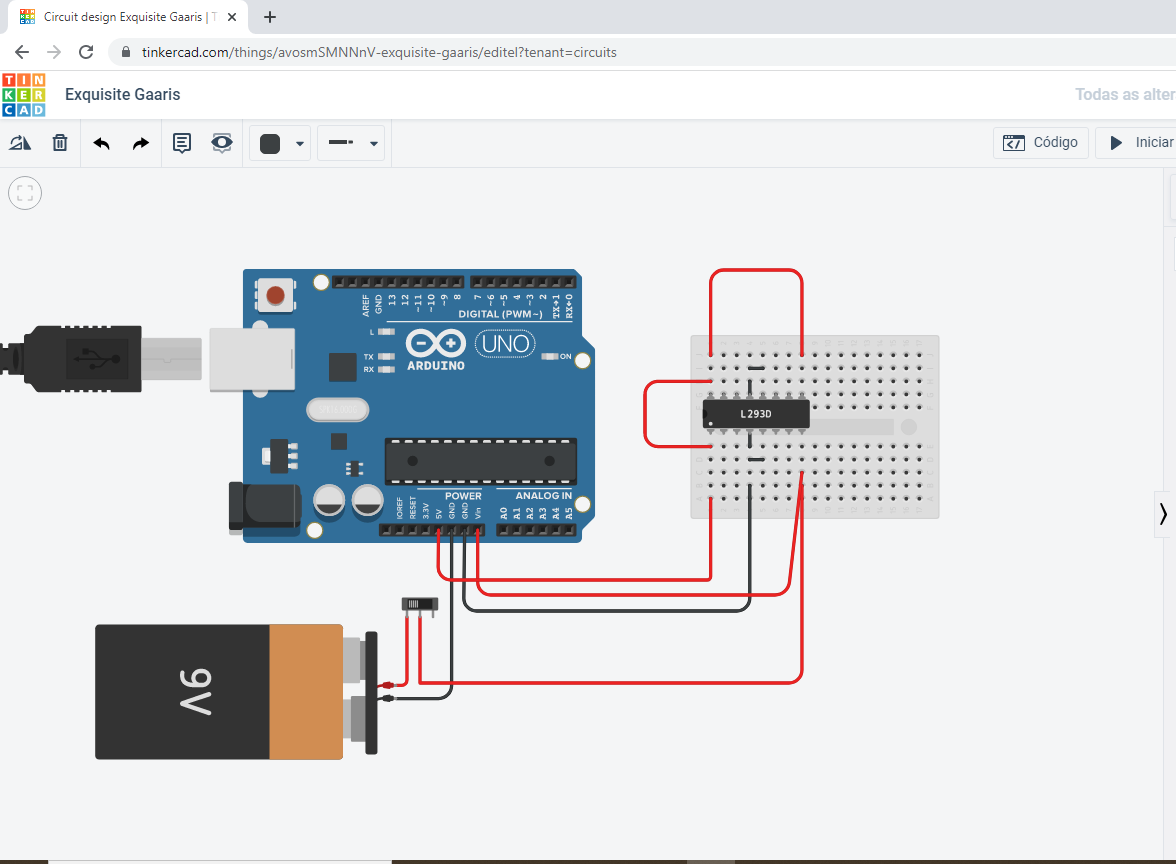 Circuit design Exquisite Gaaris | T
tinkercad.com/things/avosmSMNNnV-exquisite-gaaris/editel?tenant=circuits
TIN
KER
CAD
Exquisite Gaaris
Todas as alter
Código
Iniciar
AREF
GND
13
12
~11
~10
~9
8
7
~6
~5
4
~3
2
TX→1
RX←0
DIGITAL (PWM~)
L
TX
RX
UNO
ON
ARDUINO
L293D
POWER
ANALOG IN
IOREF
RESET
3.3V
5V
GND
GND
Vin
A0
A1
A2
A3
A4
A5
9V